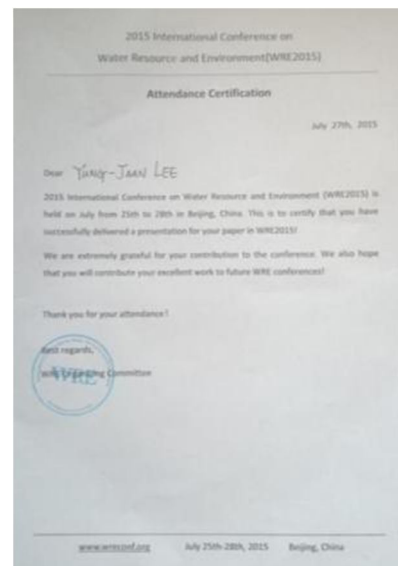 2015 International Conference on
Water Resource and Environment(WRE2015)
Attendance Certification
July 27th, 2015
Dear Yung-Jaan Lee
2015 International Conference on Water Resource and Environment (WRE2015) is
held on July from 25th to 28th in Beijing, China. This is to certify that you have
successfully delivered a presentation for your paper in WRE2015!
We are extremely grateful for your contribution to the conference. We also hope
that you will contribute your excellent work to future WRE conferences!
Thank you for your attendance!
Best regards,
WRE Organizing Committee
WRE
www.wreconf.org July 25th-28th, 2015 Beijing, China